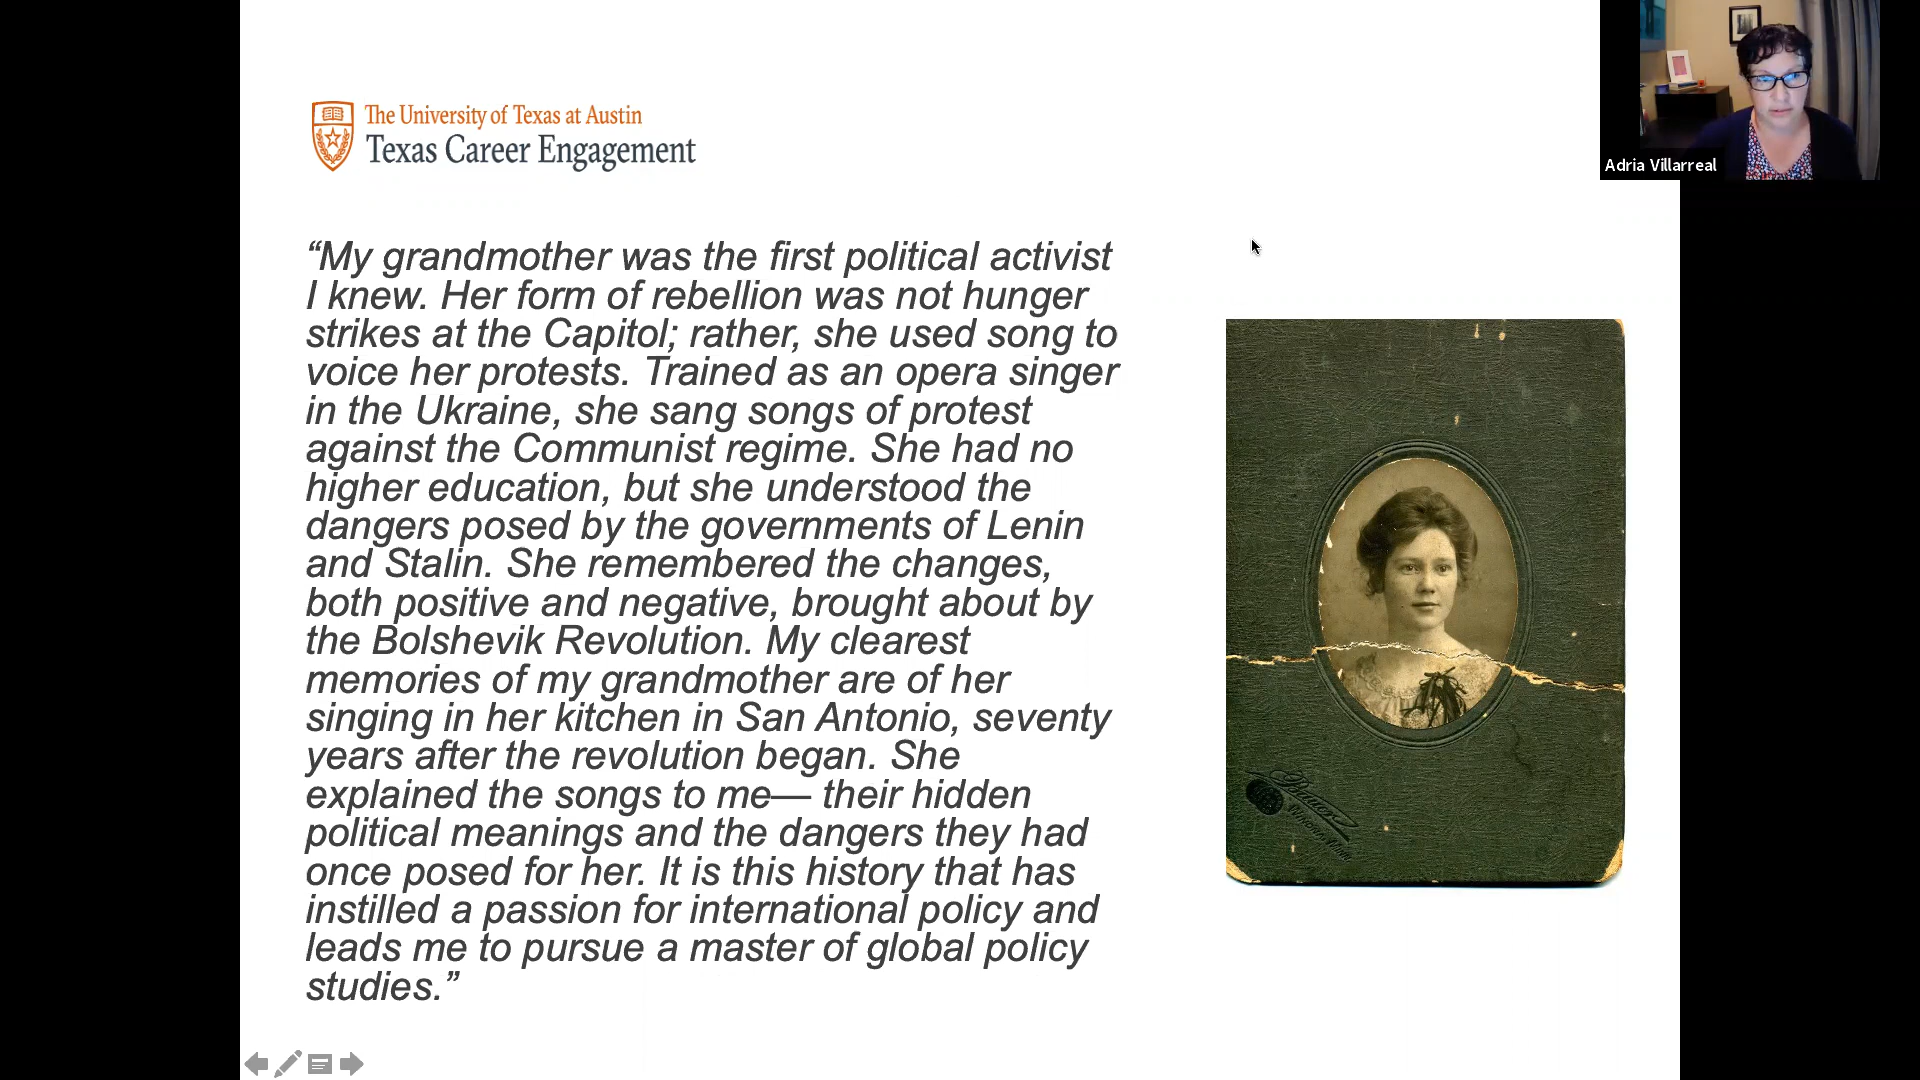 The University of Texas at Austin
Texas Career Engagement
Adria Villarreal
“My grandmother was the first political activist
I knew. Her form of rebellion was not hunger
strikes at the Capitol; rather, she used song to
voice her protests. Trained as an opera singer
in the Ukraine, she sang songs of protest
against the Communist regime. She had no
higher education, but she understood the
dangers posed by the governments of Lenin
and Stalin. She remembered the changes,
both positive and negative, brought about by
the Bolshevik Revolution. My clearest
memories of my grandmother are of her
singing in her kitchen in San Antonio, seventy
years after the revolution began. She
explained the songs to me— their hidden
political meanings and the dangers they had
once posed for her. It is this history that has
instilled a passion for international policy and
leads me to pursue a master of global policy
studies.”